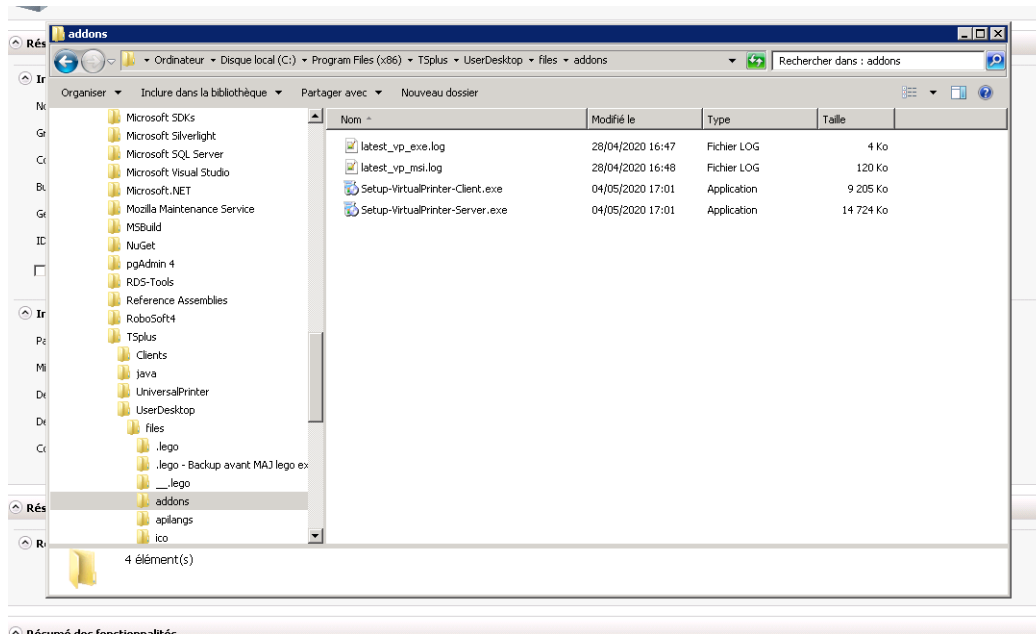 addons
Ordinateur Disque local (C:) Program Files (x86) TSplus UserDesktop files addons
Rechercher dans : addons
Organiser Inclure dans la bibliothèque Partager avec Nouveau dossier
Nom Modifié le Type Taille
Microsoft SDKs
Microsoft Silverlight
Microsoft SQL Server
Microsoft Visual Studio
Microsoft.NET
Mozilla Maintenance Service
MSBuild
NuGet
pgAdmin 4
RDS-Tools
Reference Assemblies
RoboSoft4
TSplus
Clients
java
UniversalPrinter
UserDesktop
files
.lego
.lego - Backup avant MAJ lego ex
__.lego
addons
apilangs
ico
latest_vp_exe.log 28/04/2020 16:47 Fichier LOG 4 Ko
latest_vp_msi.log 28/04/2020 16:48 Fichier LOG 120 Ko
Setup-VirtualPrinter-Client.exe 04/05/2020 17:01 Application 9 205 Ko
Setup-VirtualPrinter-Server.exe 04/05/2020 17:01 Application 14 724 Ko
4 élément(s)
Résumé des fonctionnalités